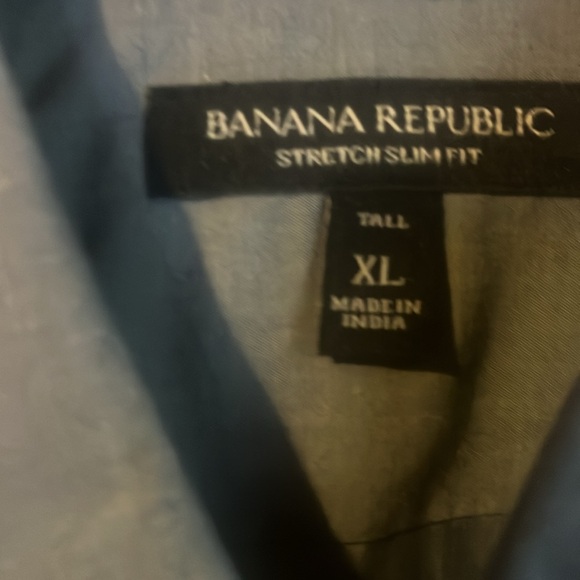 BANANA REPUBLIC
STRETCH SLIM FIT
TALL
XL
MADE IN
INDIA